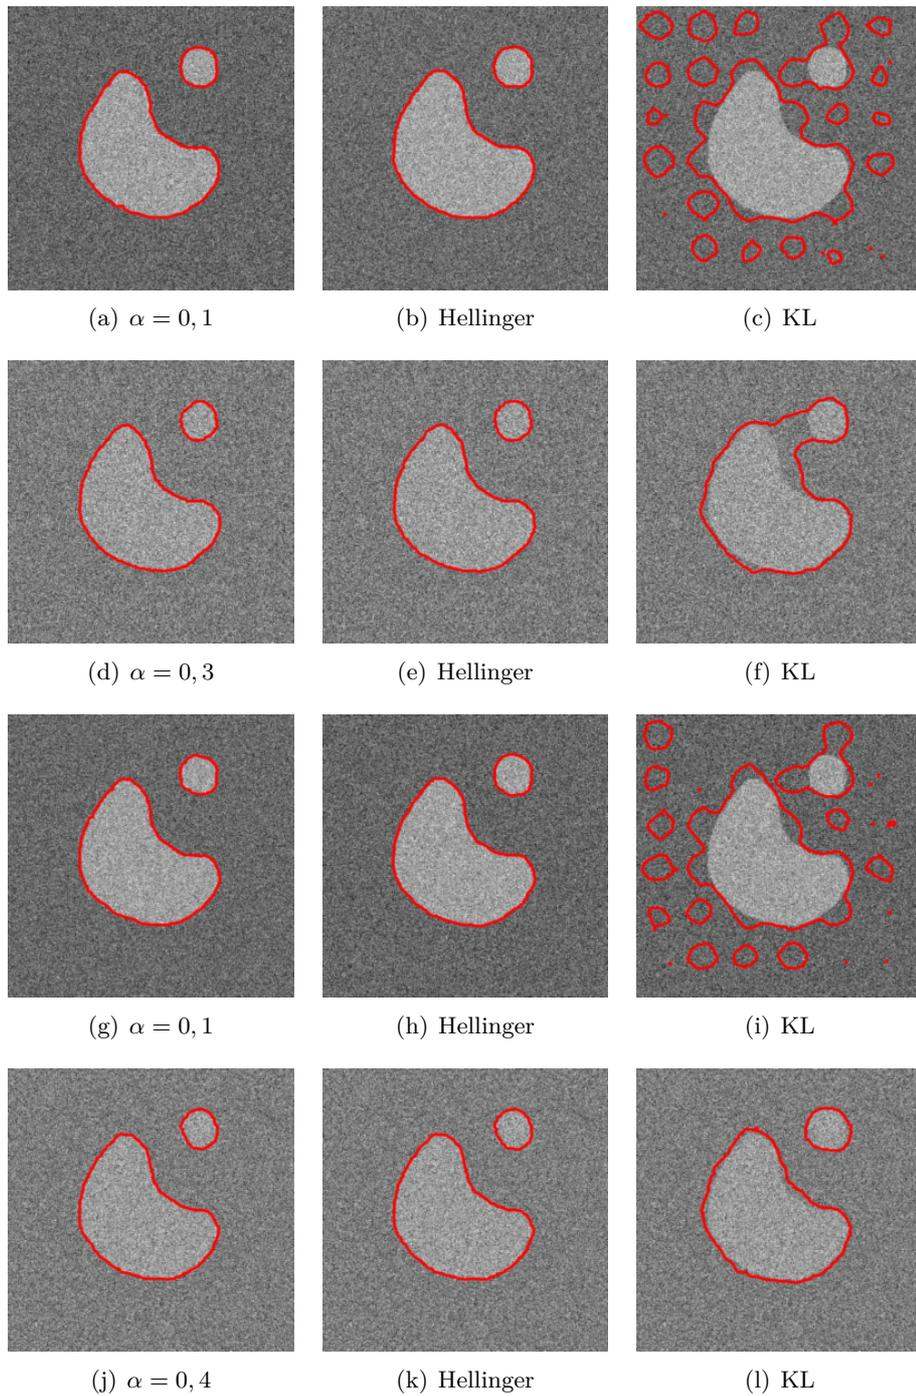 (a) α = 0, 1 (b) Hellinger (c) KL
(d) α = 0, 3 (e) Hellinger (f) KL
(g) α = 0, 1 (h) Hellinger (i) KL
(j) α = 0, 4 (k) Hellinger (l) KL